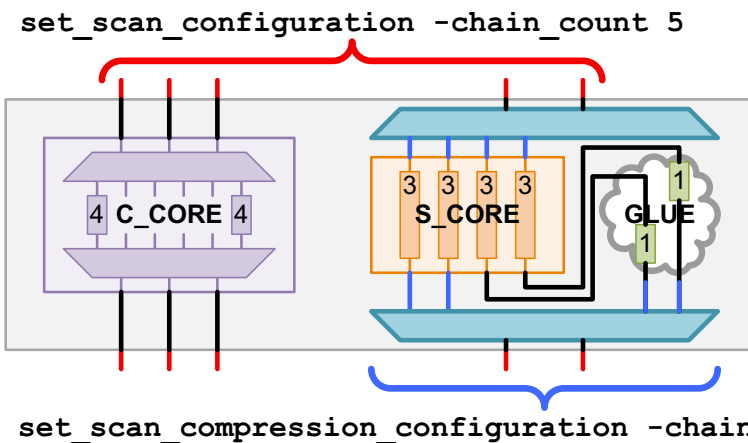 set_scan_configuration -chain_count 5
3 3 3 3 1
4 C_CORE 4 S_CORE GLUE
1
set_scan_compression_configuration -chain